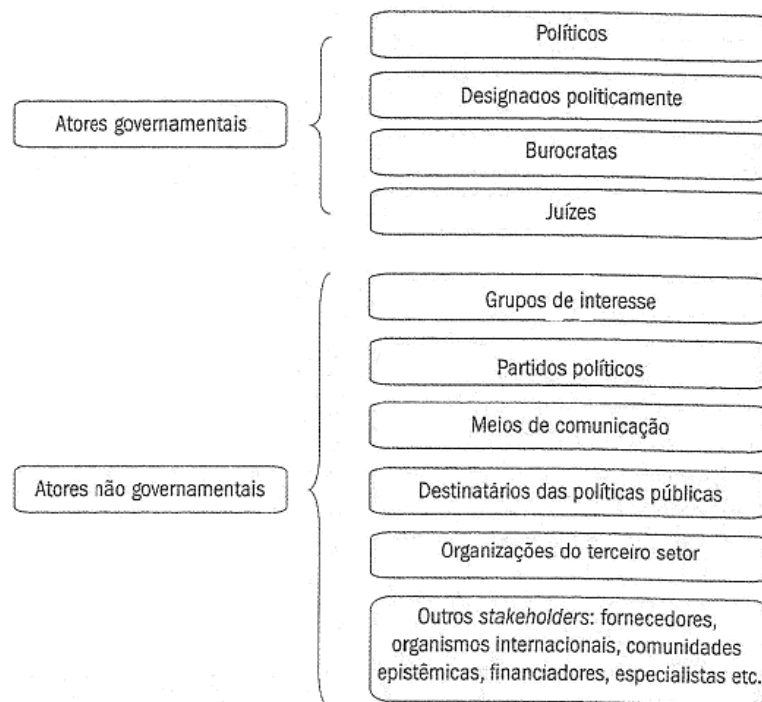 Atores governamentais
Políticos
Designados politicamente
Burocratas
Juízes
Atores não governamentais
Grupos de interesse
Partidos políticos
Meios de comunicação
Destinatários das políticas públicas
Organizações do terceiro setor
Outros stakeholders: fornecedores,
organismos internacionais, comunidades
epistêmicas, financiadores, especialistas etc.